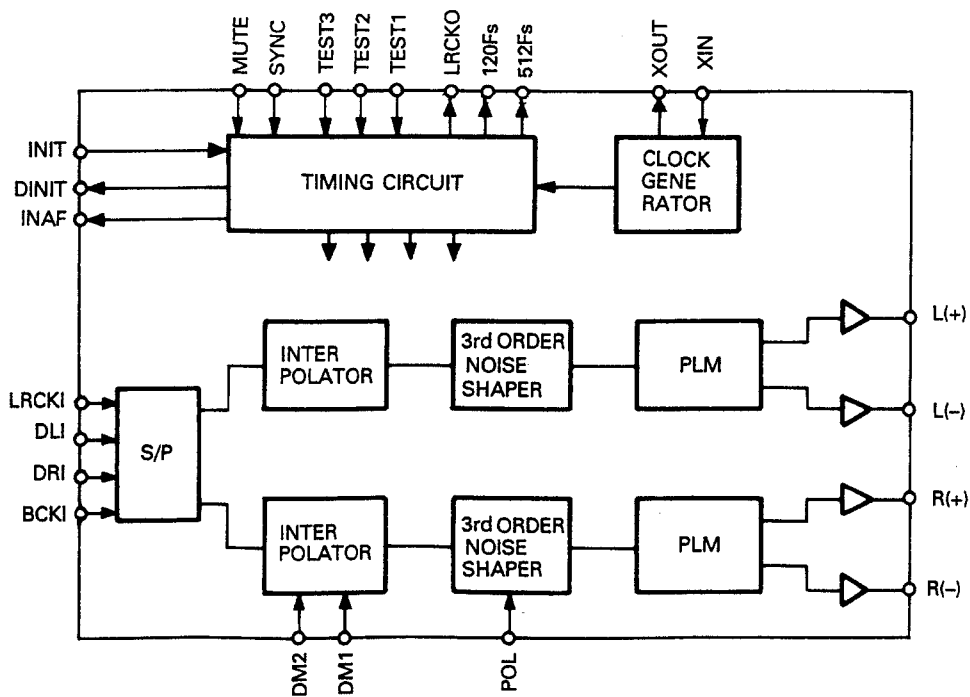 MUTE
SYNC
TEST3
TEST2
TEST1
LRCKO
120Fs
512Fs
XOUT
XIN
INIT
DINIT
INAF
TIMING CIRCUIT
CLOCK
GENE
RATOR
LRCKI
DLI
DRI
BCKI
S/P
INTER
POLATOR
3rd ORDER
NOISE
SHAPER
PLM
L(+)
L(−)
INTER
POLATOR
3rd ORDER
NOISE
SHAPER
PLM
R(+)
R(−)
DM2
DM1
POL